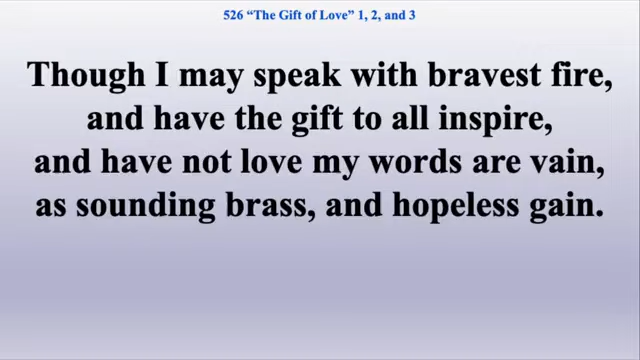 526 “The Gift of Love” 1, 2, and 3
Though I may speak with bravest fire,
and have the gift to all inspire,
and have not love my words are vain,
as sounding brass, and hopeless gain.